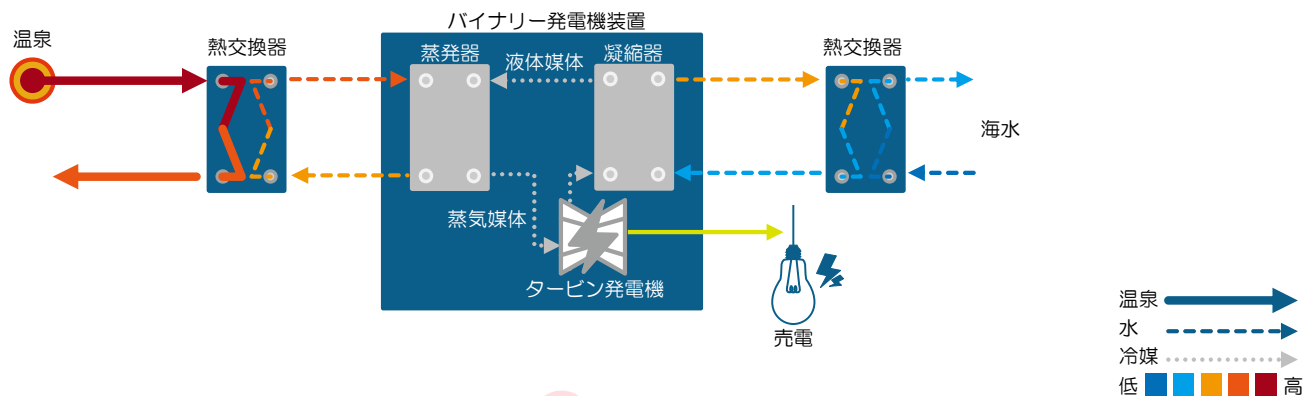 バイナリー発電機装置
温泉
熱交換器
蒸発器
液体媒体
凝縮器
熱交換器
海水
蒸気媒体
タービン発電機
売電
温泉
水
冷媒
低
高